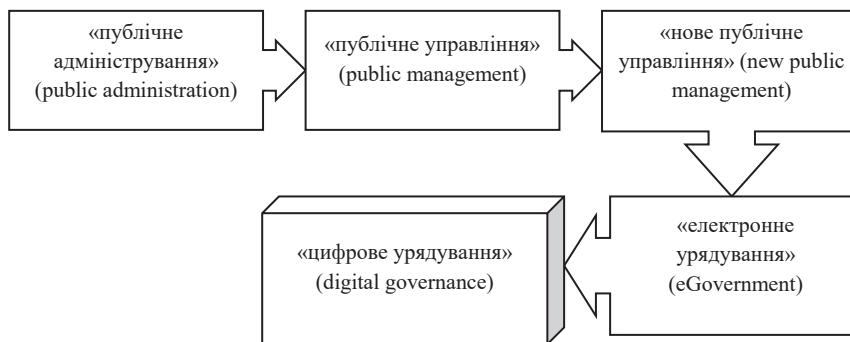 «публічне
адміністрування»
(public administration)
«публічне управління»
(public management)
«нове публічне
управління» (new public
management)
«електронне
урядування»
(eGovernment)
«цифрове урядування»
(digital governance)